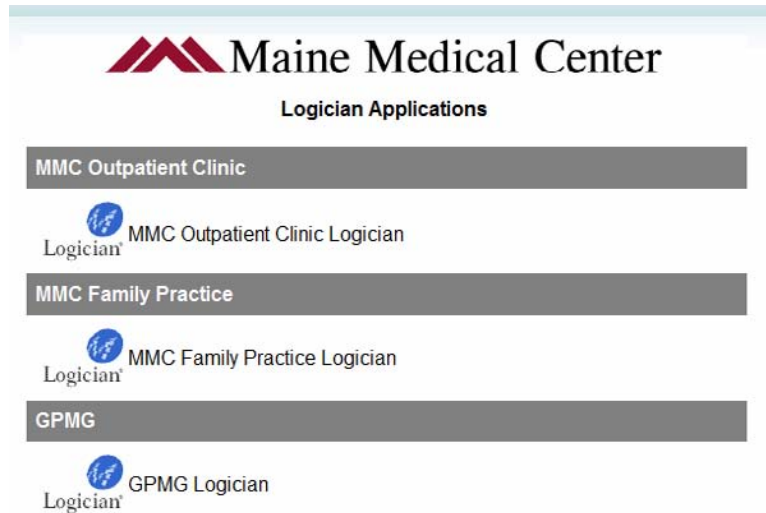 Maine Medical Center
Logician Applications
MMC Outpatient Clinic
Logician®
MMC Outpatient Clinic Logician
MMC Family Practice
Logician®
MMC Family Practice Logician
GPMG
Logician®
GPMG Logician